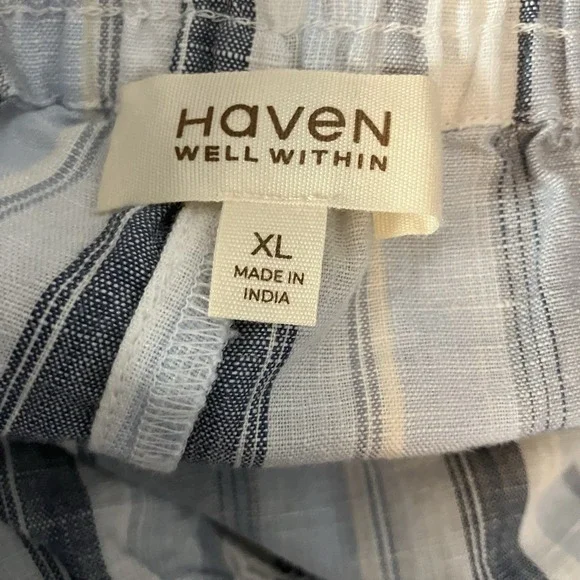 Haven
WELL WITHIN
XL
MADE IN
INDIA